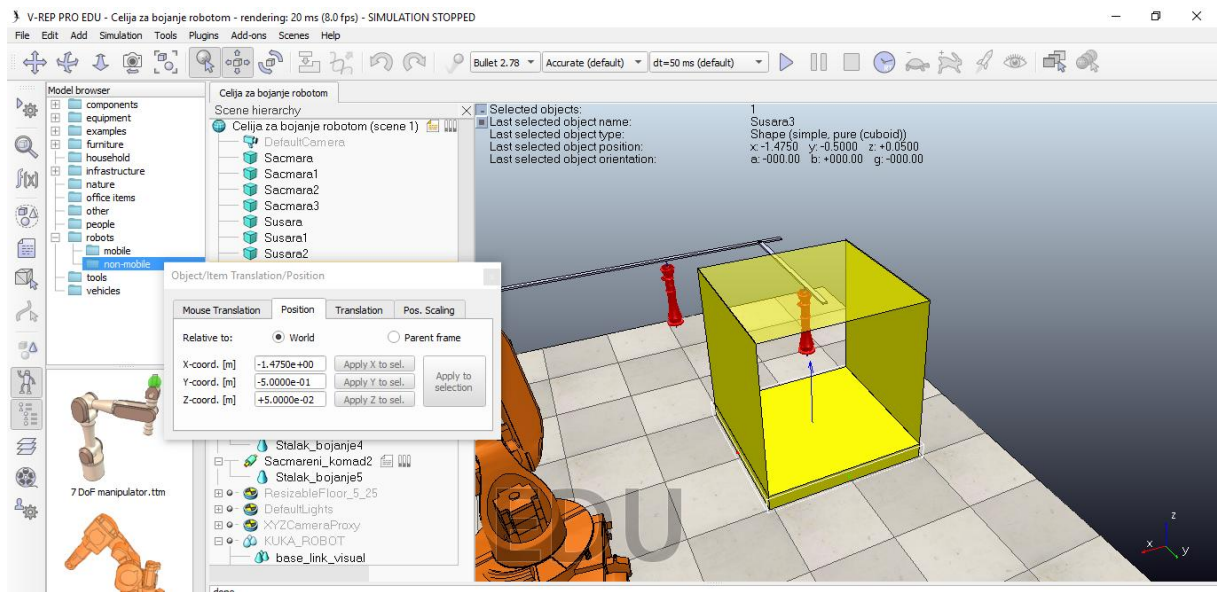 V-REP PRO EDU - Celija za bojanje robotom - rendering: 20 ms (8.0 fps) - SIMULATION STOPPED
File Edit Add Simulation Tools Plugins Add-ons Scenes Help
Bullet 2.78 Accurate (default) dt=50 ms (default)
Model browser
components
equipment
examples
furniture
household
infrastructure
nature
office items
other
people
robots
mobile
non-mobile
tools
vehicles
7 DoF manipulator.ttm
Celija za bojanje robotom
Scene hierarchy
Celija za bojanje robotom (scene 1)
DefaultCamera
Sacmara
Sacmara1
Sacmara2
Sacmara3
Susara
Susara1
Susara2
Stalak_bojanje4
Sacmareni_komad2
Stalak_bojanje5
ResizableFloor_5_25
DefaultLights
XYZCameraProxy
KUKA_ROBOT
base_link_visual
Object/Item Translation/Position
Mouse Translation Position Translation Pos. Scaling
Relative to: World Parent frame
X-coord. [m] -1.4750e+00 Apply X to sel.
Y-coord. [m] -5.0000e-01 Apply Y to sel.
Z-coord. [m] +5.0000e-02 Apply Z to sel.
Apply to
selection
Selected objects: 1
Last selected object name: Susara3
Last selected object type: Shape (simple, pure (cuboid))
Last selected object position: x: -1.4750 y: -0.5000 z: +0.0500
Last selected object orientation: a: -000.00 b: +000.00 g: -000.00
EDU
z
x
y
f(x)
done